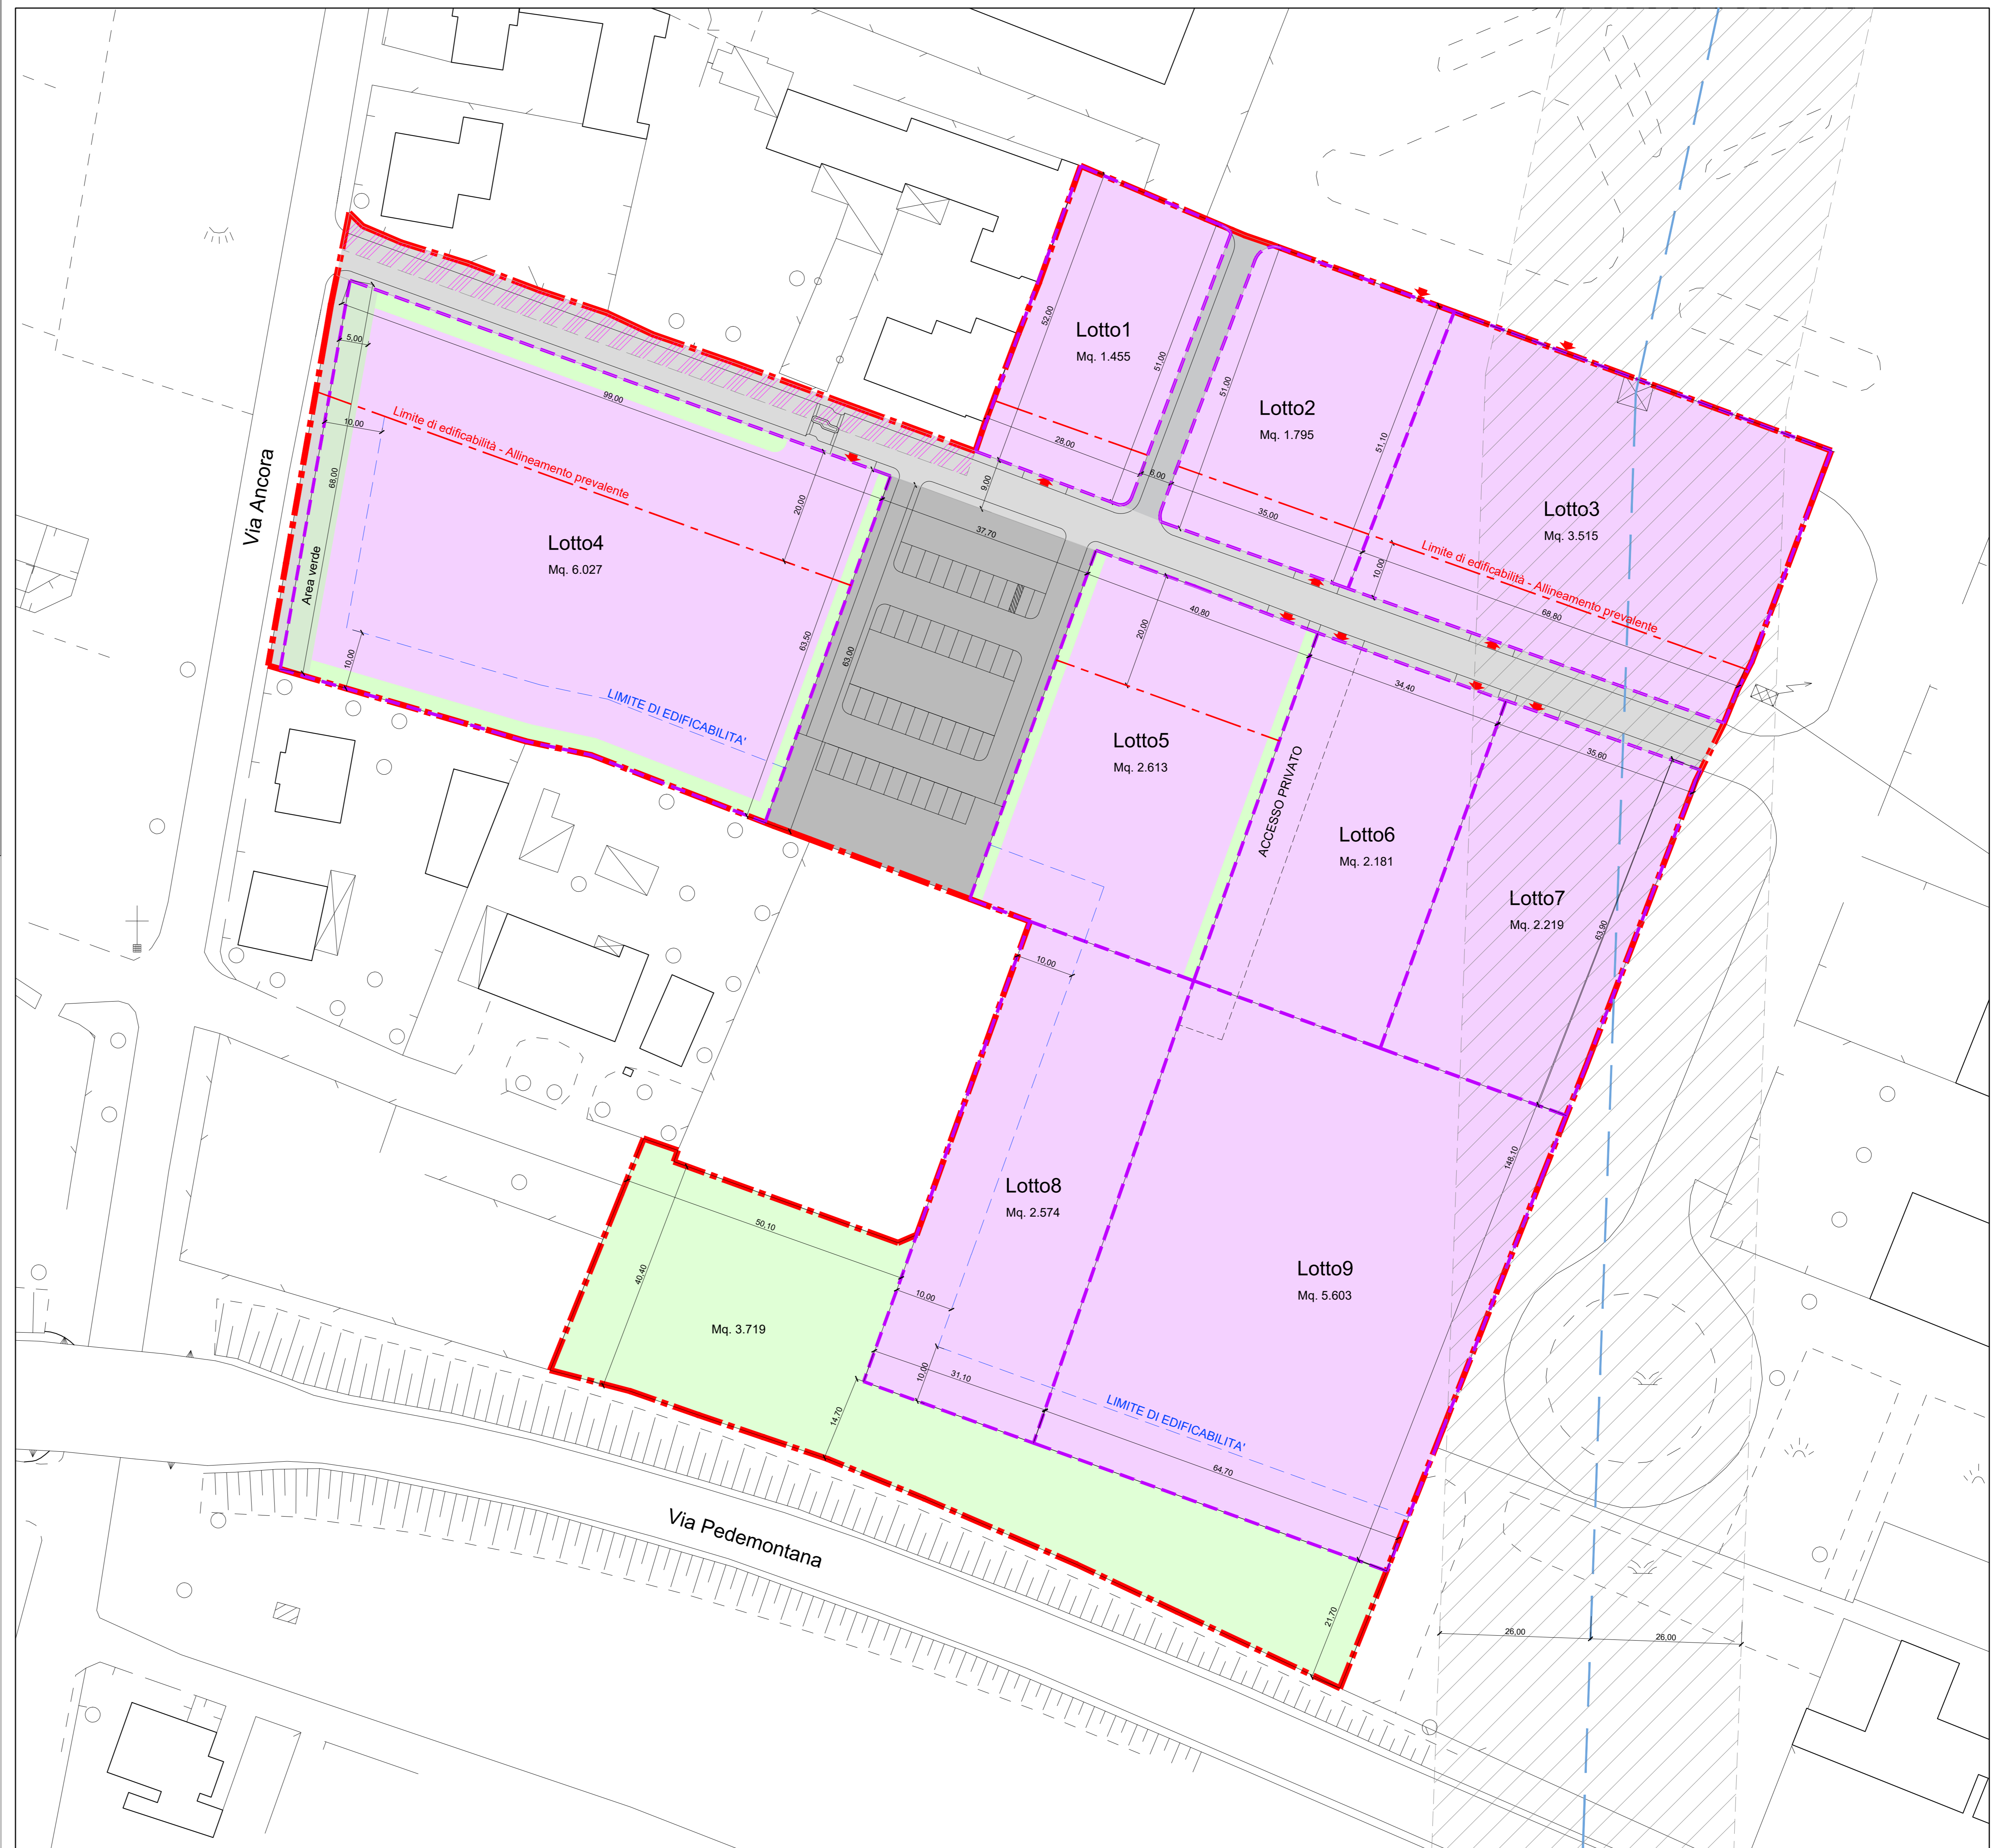 Lotto1
Mq. 1.455
52,00
51,00
28,00
6,00
9,00
Lotto2
Mq. 1.795
51,00
51,10
35,00
Lotto3
Mq. 3.515
Limite di edificabilità - Allineamento prevalente
10,00
68,80
Via Ancora
Area verde
5,00
10,00
68,00
99,00
Limite di edificabilità - Allineamento prevalente
20,00
Lotto4
Mq. 6.027
10,00
LIMITE DI EDIFICABILITA'
63,50
63,00
37,70
40,80
20,00
Lotto5
Mq. 2.613
ACCESSO PRIVATO
34,40
Lotto6
Mq. 2.181
35,60
Lotto7
Mq. 2.219
63,90
10,00
Lotto8
Mq. 2.574
148,10
Lotto9
Mq. 5.603
50,10
40,40
10,00
Mq. 3.719
10,00
31,10
14,70
LIMITE DI EDIFICABILITA'
64,70
Via Pedemontana
21,70
26,00
26,00